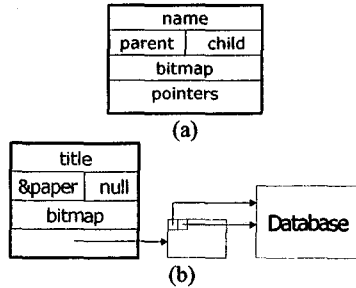 name
parent child
bitmap
pointers
(a)
title
&paper null
bitmap
Database
(b)